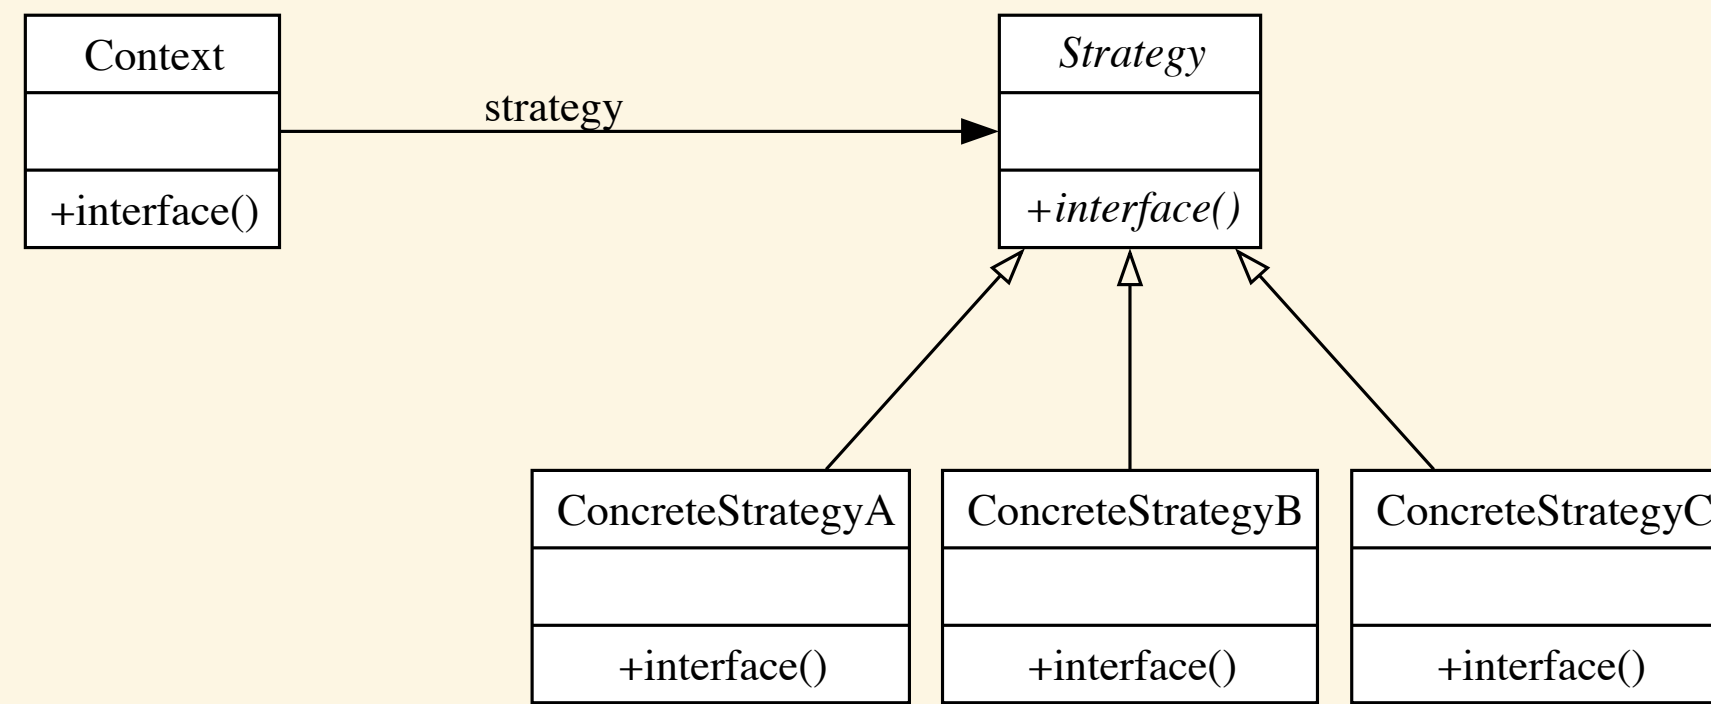 Context
Strategy
strategy
+interface()
+interface()
ConcreteStrategyA
ConcreteStrategyB
ConcreteStrategyC
+interface()
+interface()
+interface()